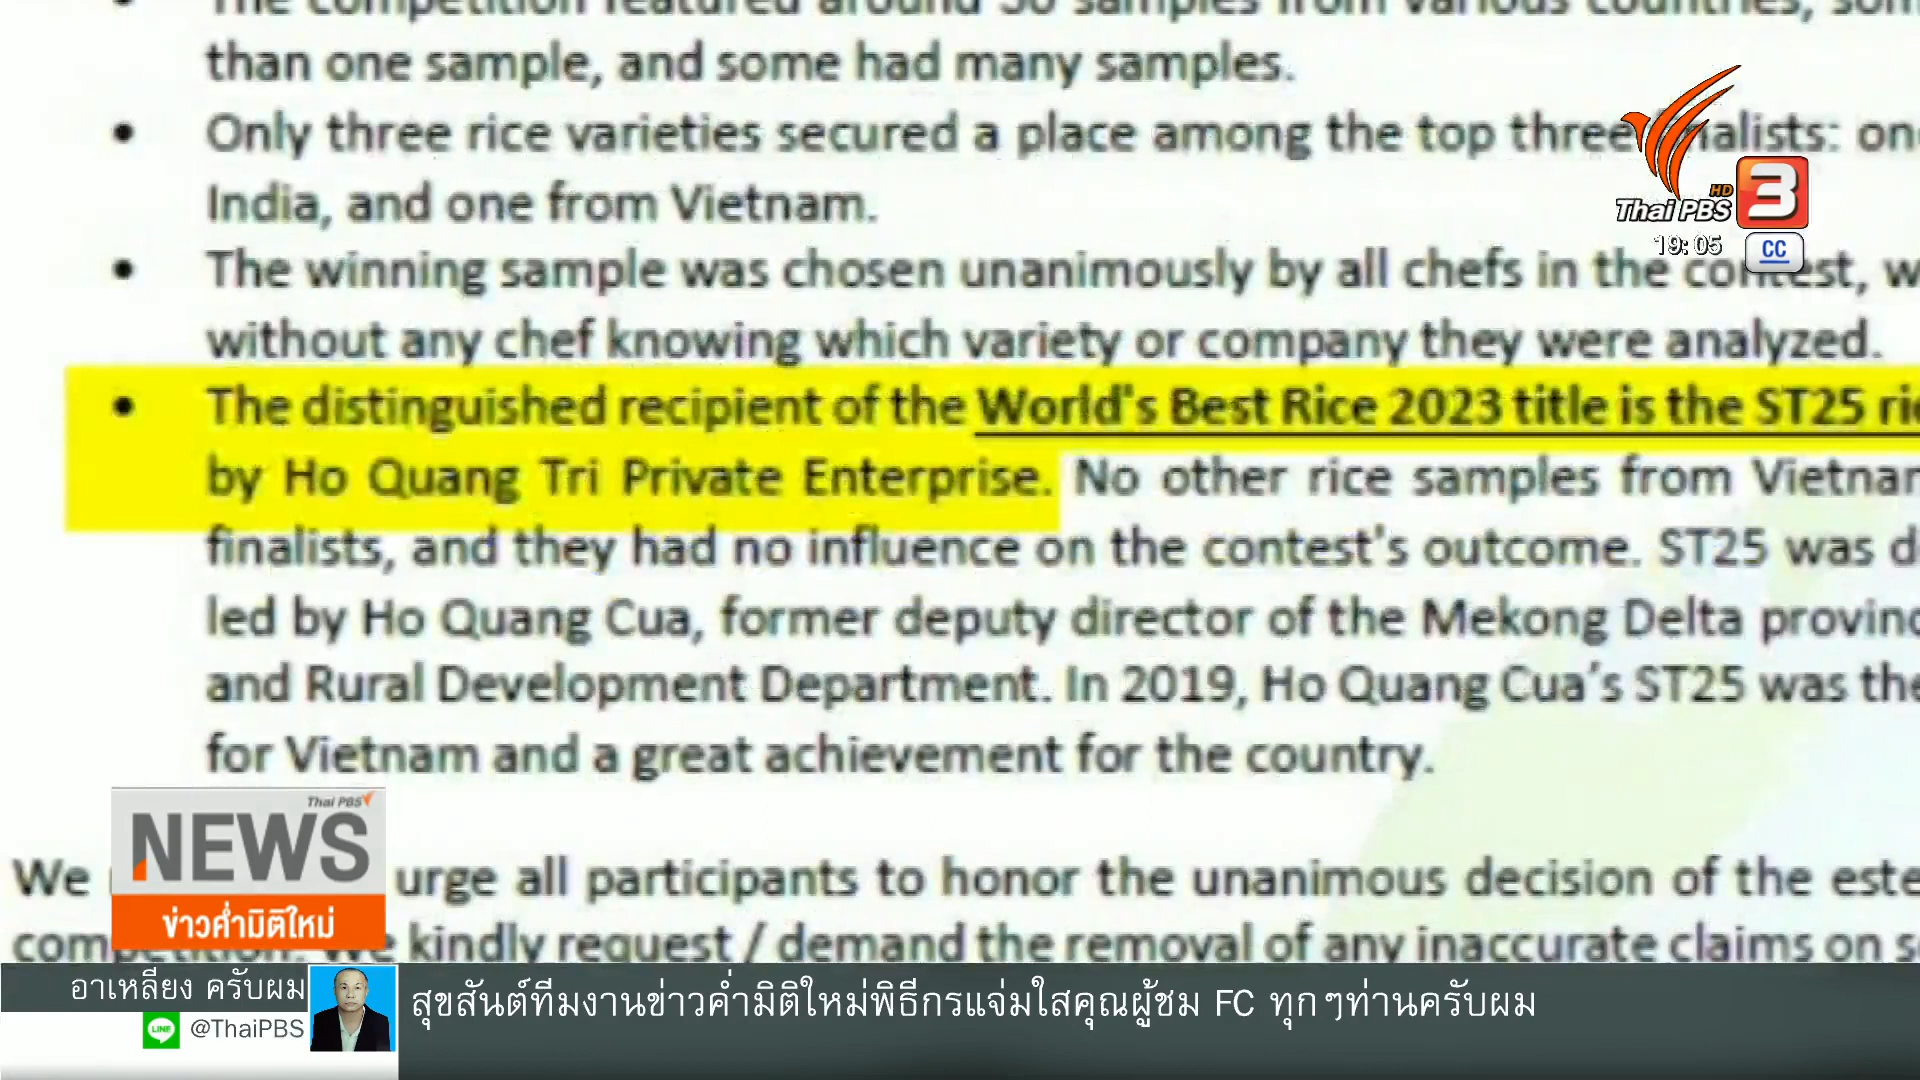 The competition featured around 30 samples from various countries,
than one sample, and some had many samples.
• Only three rice varieties secured a place among the top three
India, and one from Vietnam.
• The winning sample was chosen unanimously by all chefs in the contest,
without any chef knowing which variety or company they were analyzed.
• The distinguished recipient of the World's Best Rice 2023 title is the ST25
by Ho Quang Tri Private Enterprise. No other rice samples from
finalists, and they had no influence on the contest's outcome. ST25 was
led by Ho Quang Cua, former deputy director of the Mekong Delta
and Rural Development Department. In 2019, Ho Quang Cua's ST25 was
for Vietnam and a great achievement for the country.
We urge all participants to honor the unanimous decision of the
kindly request / demand the removal of any inaccurate claims on
HD
Thai PBS 3
19:05 CC
Thai PBS
NEWS
ข่าวค่ำมิติใหม่
อาเหลียง ครับผม
LINE @ThaiPBS
สุขสันต์ทีมงานข่าวค่ำมิติใหม่พิธีกรแจ่มใสคุณผู้ชม FC ทุกๆท่านครับผม